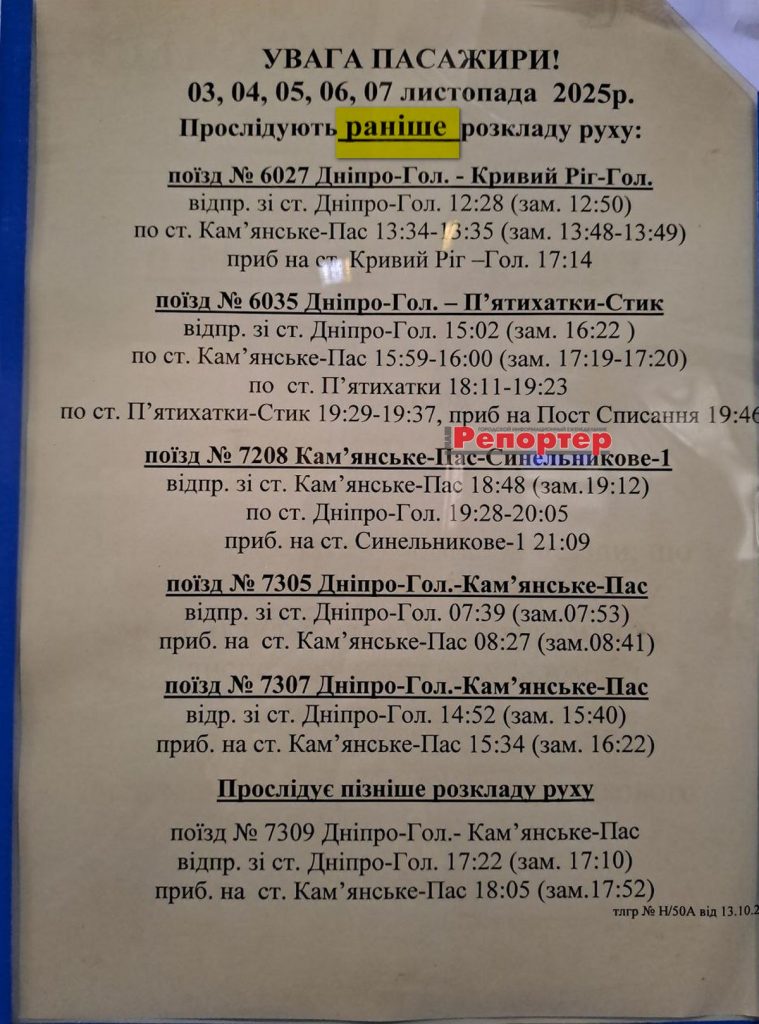 УВАГА ПАСАЖИРИ!
03, 04, 05, 06, 07 листопада 2025р.
Прослідують раніше розкладу руху:
поїзд № 6027 Дніпро-Гол. - Кривий Ріг-Гол.
відпр. зі ст. Дніпро-Гол. 12:28 (зам. 12:50)
по ст. Кам’янське-Пас 13:34-13:35 (зам. 13:48-13:49)
приб на ст. Кривий Ріг –Гол. 17:14
поїзд № 6035 Дніпро-Гол. – П’ятихатки-Стик
відпр. зі ст. Дніпро-Гол. 15:02 (зам. 16:22 )
по ст. Кам’янське-Пас 15:59-16:00 (зам. 17:19-17:20)
по ст. П’ятихатки 18:11-19:23
по ст. П’ятихатки-Стик 19:29-19:37, приб на Пост Списання 19:46
ГОРОДСКОЙ ИНФОРМАЦИОННЫЙ ЕЖЕНЕДЕЛЬНИК
Репортер
поїзд № 7208 Кам’янське-Пас-Синельникове-1
відпр. зі ст. Кам’янське-Пас 18:48 (зам.19:12)
по ст. Дніпро-Гол. 19:28-20:05
приб. на ст. Синельникове-1 21:09
поїзд № 7305 Дніпро-Гол.-Кам’янське-Пас
відпр. зі ст. Дніпро-Гол. 07:39 (зам.07:53)
приб. на ст. Кам’янське-Пас 08:27 (зам.08:41)
поїзд № 7307 Дніпро-Гол.-Кам’янське-Пас
відр. зі ст. Дніпро-Гол. 14:52 (зам. 15:40)
приб. на ст. Кам’янське-Пас 15:34 (зам. 16:22)
Прослідує пізніше розкладу руху
поїзд № 7309 Дніпро-Гол.- Кам’янське-Пас
відпр. зі ст. Дніпро-Гол. 17:22 (зам. 17:10)
приб. на ст. Кам’янське-Пас 18:05 (зам.17:52)
тлгр № Н/50А від 13.10.2